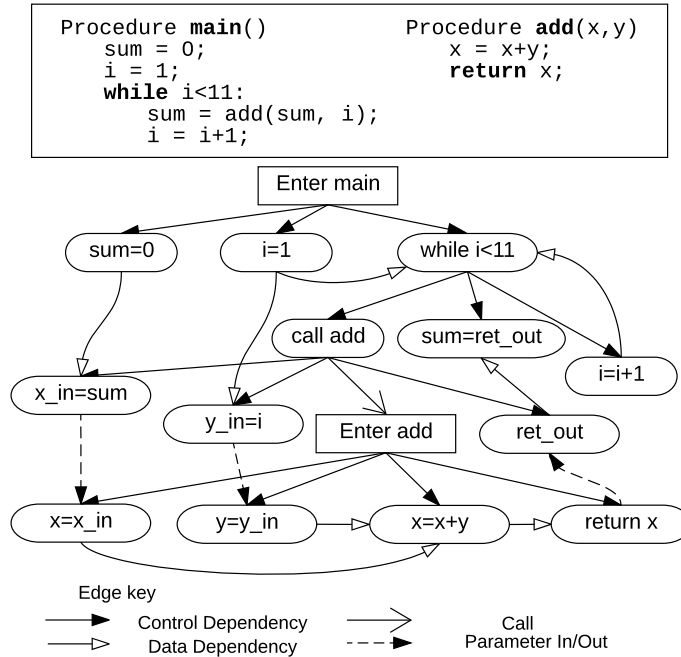 Procedure main() Procedure add(x,y)
sum = 0; x = x+y;
i = 1; return x;
while i<11:
sum = add(sum, i);
i = i+1;
Enter main
sum=0 i=1 while i<11
call add sum=ret_out
i=i+1
x_in=sum
y_in=i Enter add ret_out
x=x_in y=y_in x=x+y return x
Edge key
Control Dependency Call
Data Dependency Parameter In/Out